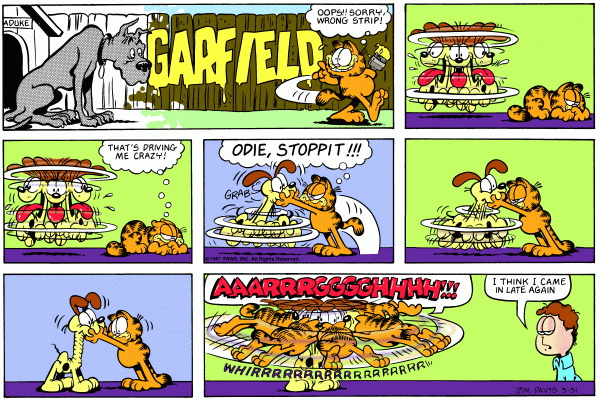 ADUKE
GARFIELD
OOPS!! SORRY,
WRONG STRIP!
THAT'S DRIVING
ME CRAZY!
ODIE, STOPPIT!!!
GRAB
©1991 PAWS, INC. All Rights Reserved.
AAARRRGGGGHHHH!!!
WHIRRRRRRRRRRRRRRRRRR
I THINK I CAME
IN LATE AGAIN
JIM DAVIS 3-31